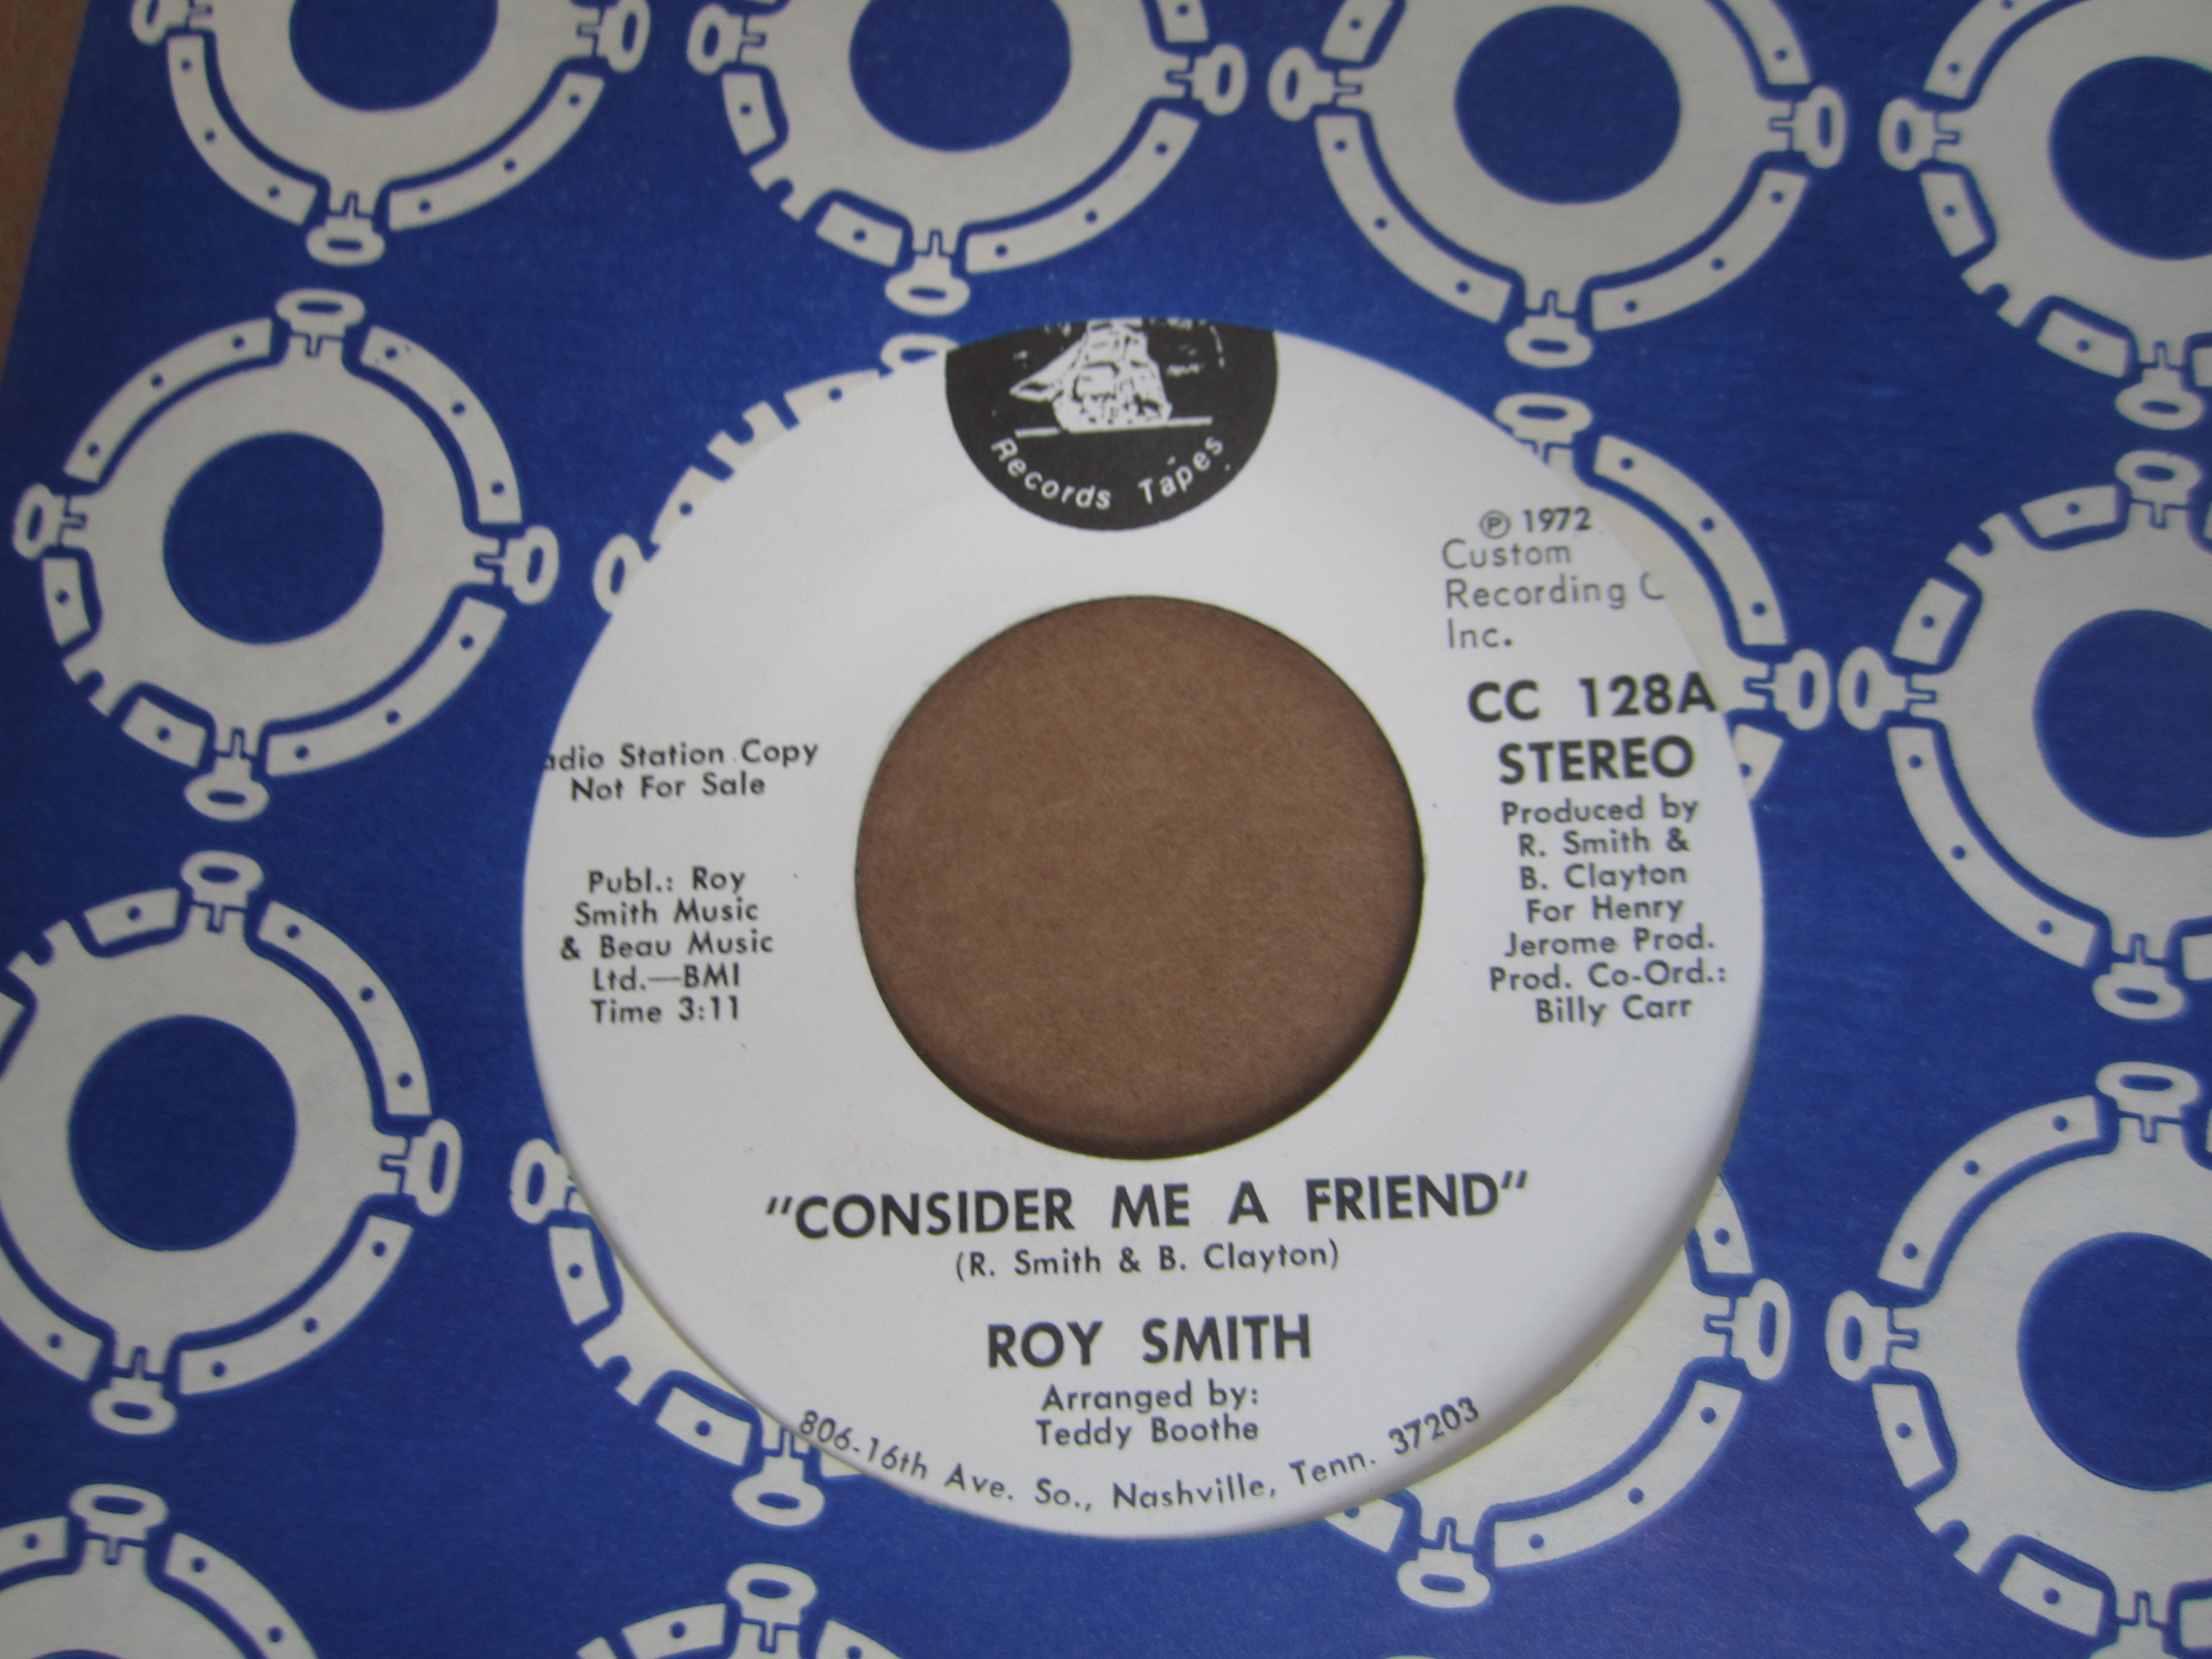 Records Tapes
℗ 1972
Custom
Recording
Inc.
CC 128A
STEREO
Produced by
R. Smith &
B. Clayton
For Henry
Jerome Prod.
Prod. Co-Ord.:
Billy Carr
Station Copy
Not For Sale
Publ.: Roy
Smith Music
& Beau Music
Ltd.—BMI
Time 3:11
"CONSIDER ME A FRIEND"
(R. Smith & B. Clayton)
ROY SMITH
Arranged by:
Teddy Boothe
806-16th Ave. So., Nashville, Tenn. 37203